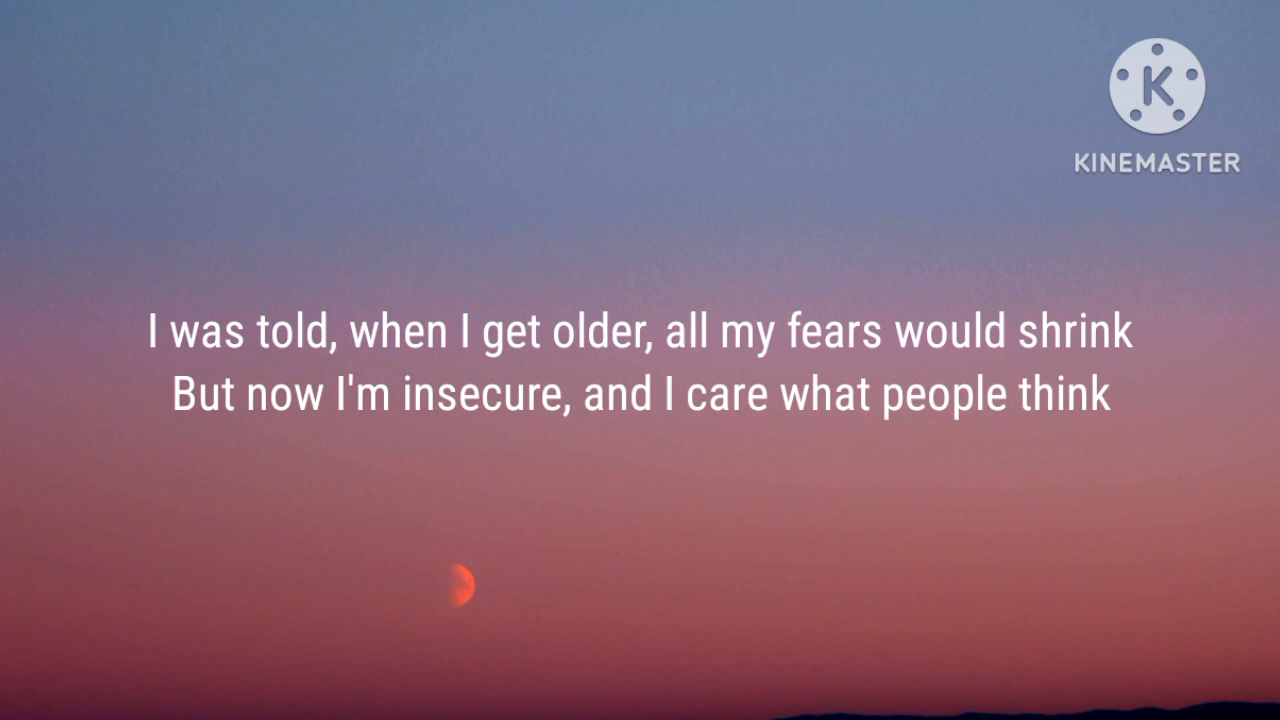 K
KINEMASTER
I was told, when I get older, all my fears would shrink
But now I'm insecure, and I care what people think